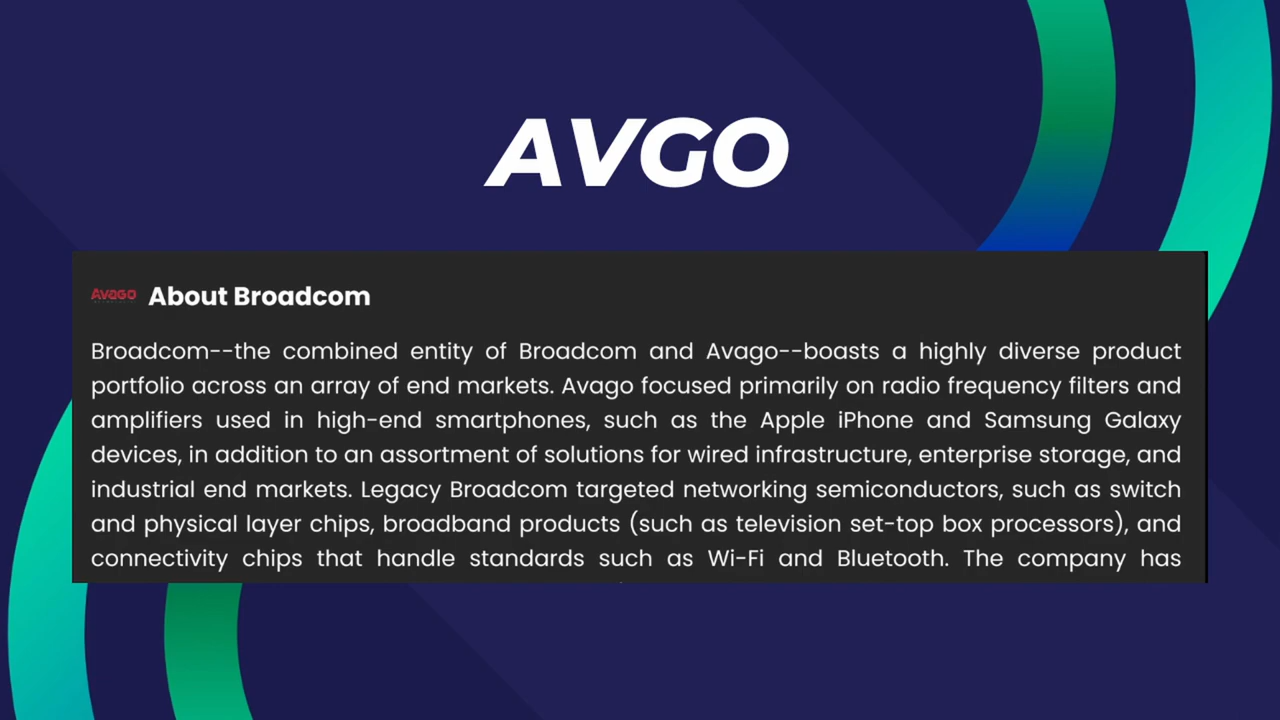 AVGO
AVAGO
About Broadcom
Broadcom--the combined entity of Broadcom and Avago--boasts a highly diverse product
portfolio across an array of end markets. Avago focused primarily on radio frequency filters and
amplifiers used in high-end smartphones, such as the Apple iPhone and Samsung Galaxy
devices, in addition to an assortment of solutions for wired infrastructure, enterprise storage, and
industrial end markets. Legacy Broadcom targeted networking semiconductors, such as switch
and physical layer chips, broadband products (such as television set-top box processors), and
connectivity chips that handle standards such as Wi-Fi and Bluetooth. The company has